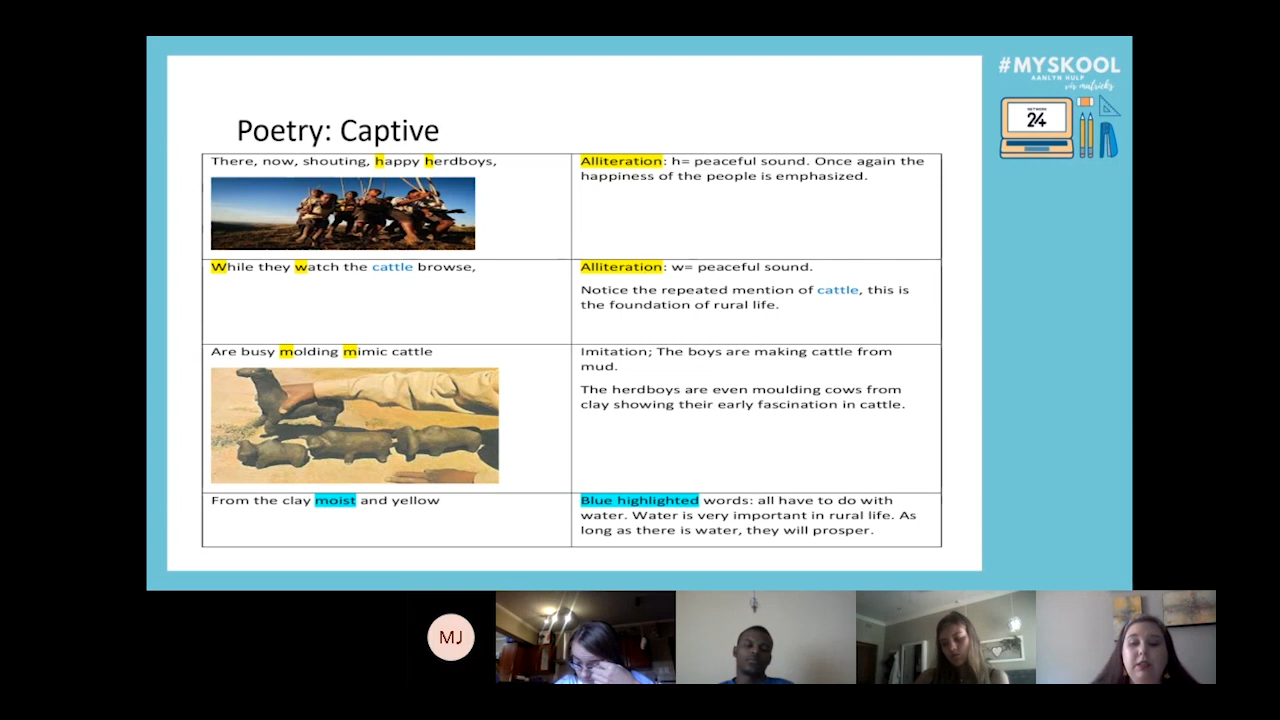 #MYSKOOL
AANLYN HULP
vir matrieks
NETWERK
24
Poetry: Captive
There, now, shouting, happy herdboys,
Alliteration: h= peaceful sound. Once again the
happiness of the people is emphasized.
While they watch the cattle browse,
Alliteration: w= peaceful sound.
Notice the repeated mention of cattle, this is
the foundation of rural life.
Are busy molding mimic cattle
Imitation; The boys are making cattle from
mud.
The herdboys are even moulding cows from
clay showing their early fascination in cattle.
From the clay moist and yellow
Blue highlighted words: all have to do with
water. Water is very important in rural life. As
long as there is water, they will prosper.
MJ